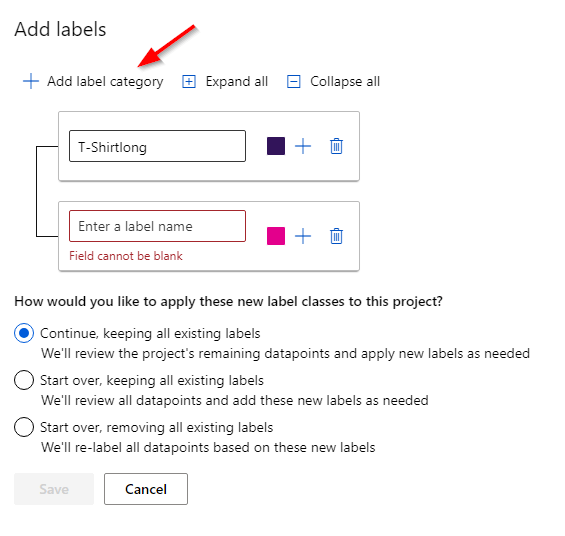 Add labels
Add label category Expand all Collapse all
T-Shirtlong
Enter a label name
Field cannot be blank
How would you like to apply these new label classes to this project?
Continue, keeping all existing labels
We'll review the project's remaining datapoints and apply new labels as needed
Start over, keeping all existing labels
We'll review all datapoints and add these new labels as needed
Start over, removing all existing labels
We'll re-label all datapoints based on these new labels
Save Cancel